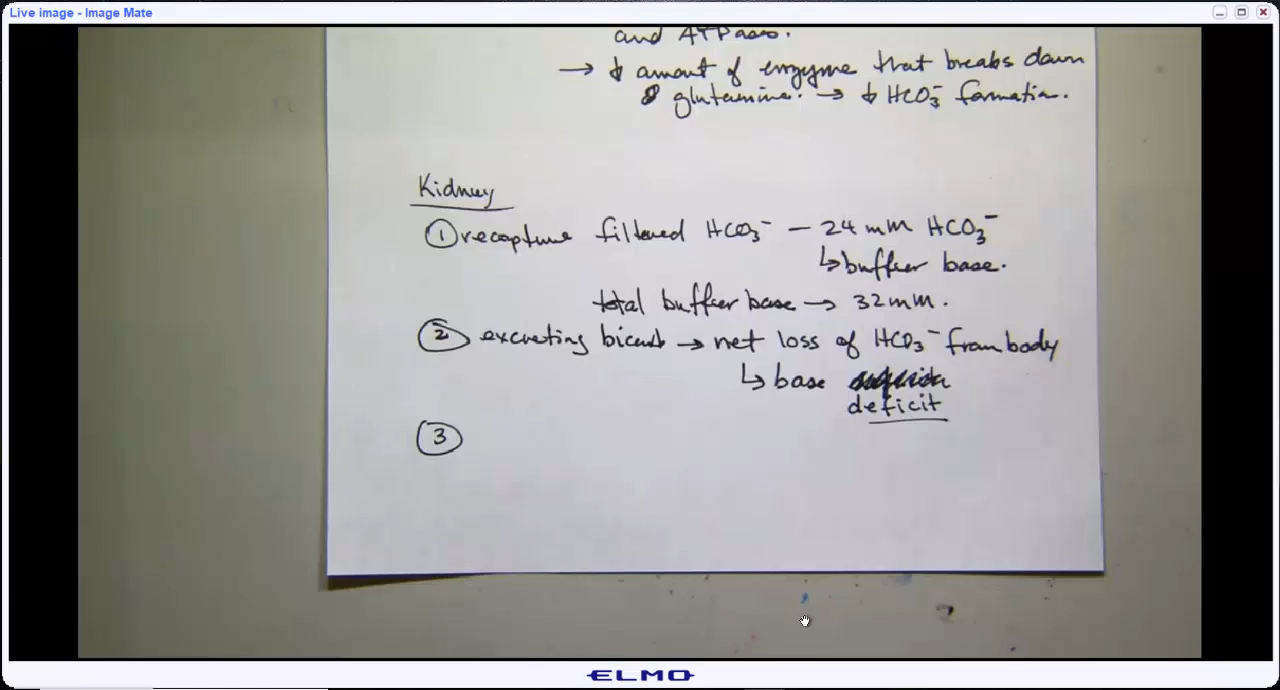 Live image - Image Mate
and ATPases.
→ ↓ amount of enzyme that breaks down
glutamine. → ↓ HCO3⁻ formation.
Kidney
① recapture filtered HCO3⁻ – 24 mM HCO3⁻
↳ buffer base.
total buffer base → 32 mM.
② excreting bicarb → net loss of HCO3⁻ from body
↳ base
deficit
③
ELMO